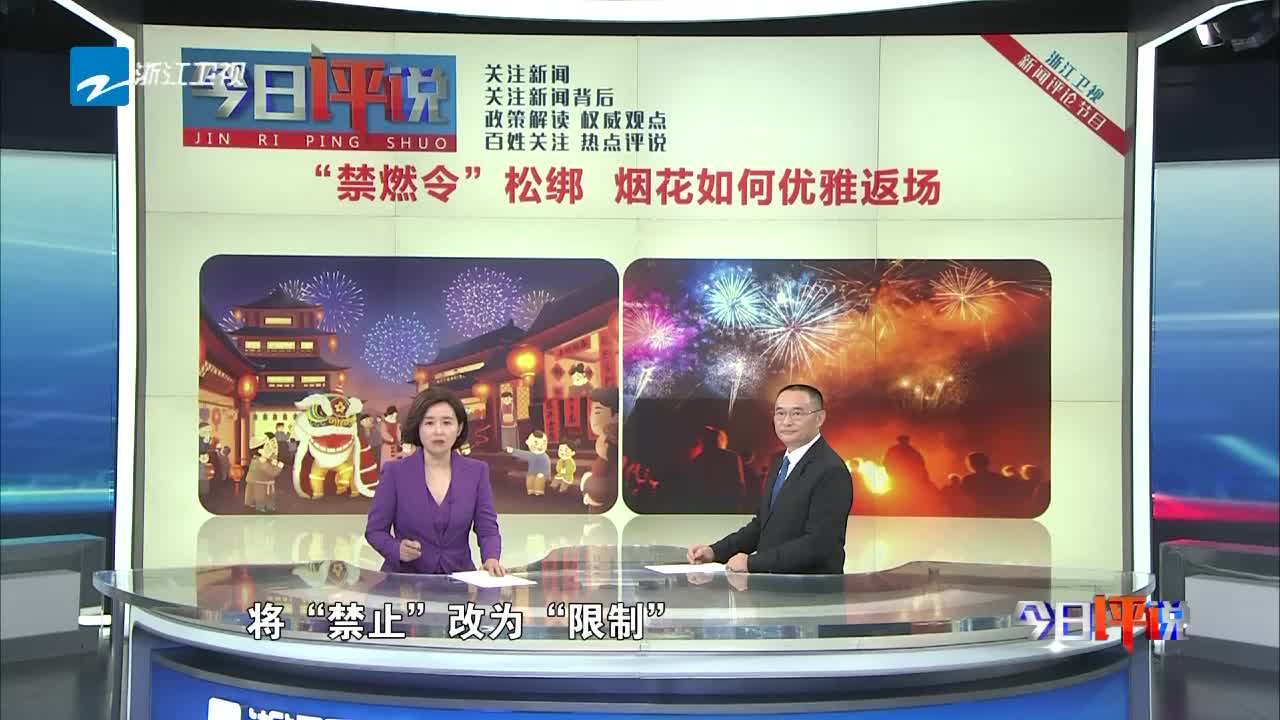 浙江卫视
今日评说
JIN RI PING SHUO
关注新闻
关注新闻背后
政策解读 权威观点
百姓关注 热点评说
浙江卫视
新闻评论节目
“禁燃令”松绑 烟花如何优雅返场
将“禁止”改为“限制”
今日评说